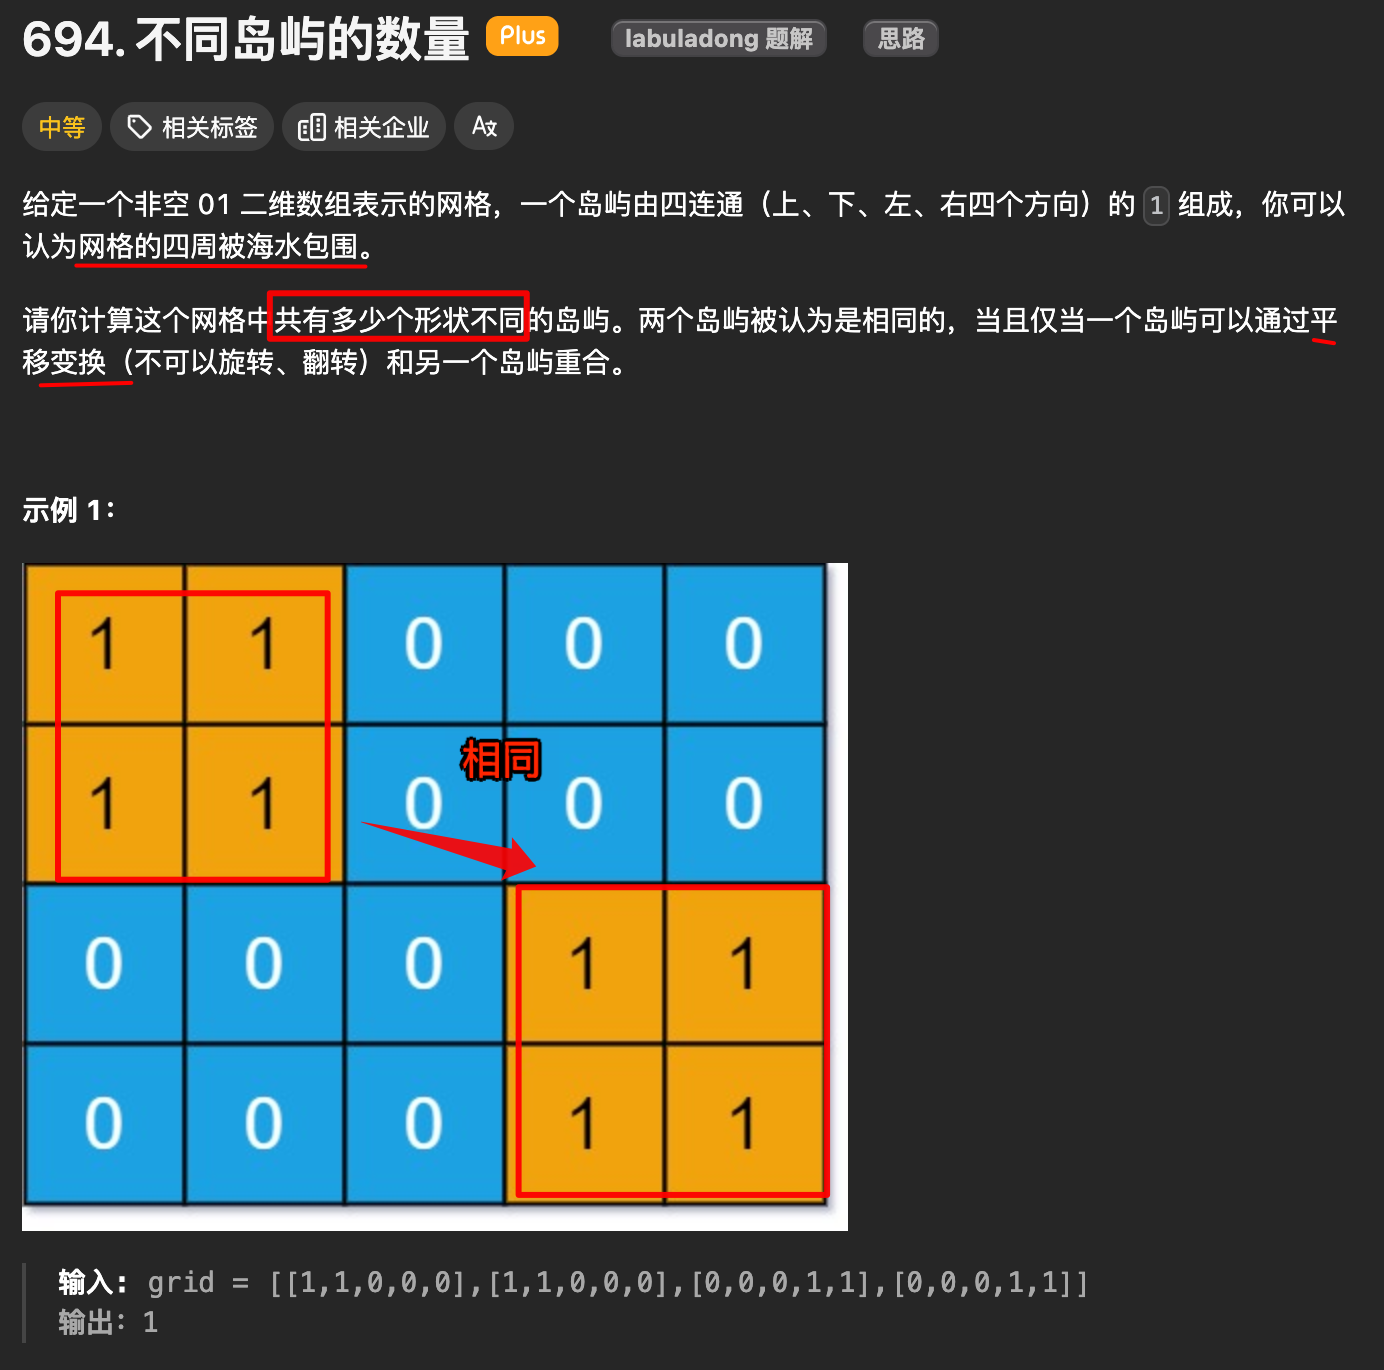 694. 不同岛屿的数量 Plus labuladong 题解 思路
中等 相关标签 相关企业 A文
给定一个非空 01 二维数组表示的网格，一个岛屿由四连通（上、下、左、右四个方向）的 1 组成，你可以
认为网格的四周被海水包围。
请你计算这个网格中共有多少个形状不同的岛屿。两个岛屿被认为是相同的，当且仅当一个岛屿可以通过平
移变换（不可以旋转、翻转）和另一个岛屿重合。
示例 1：
1 1 0 0 0
相同
1 1 0 0 0
0 0 0 1 1
0 0 0 1 1
输入: grid = [[1,1,0,0,0],[1,1,0,0,0],[0,0,0,1,1],[0,0,0,1,1]]
输出: 1